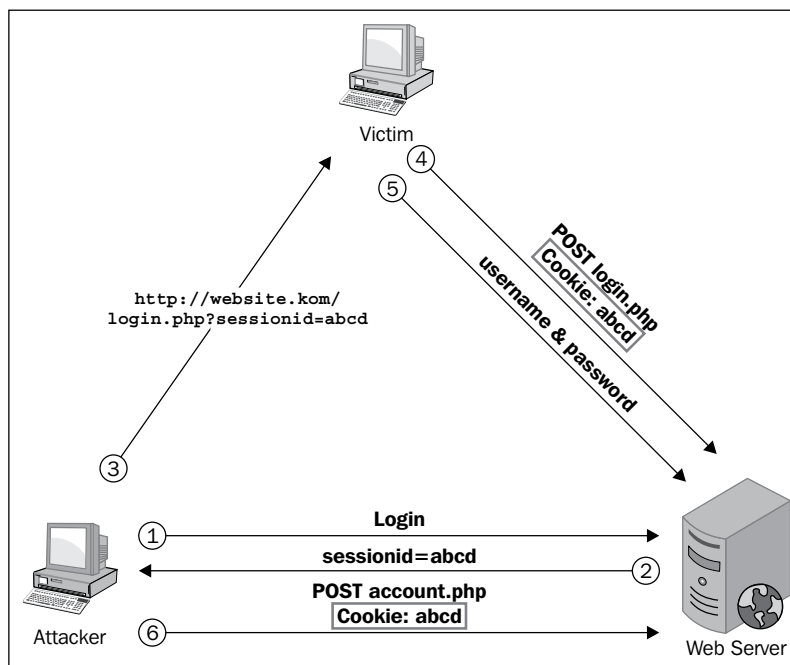 Victim
4
5
POST login.php
Cookie: abcd
username & password
http://website.kom/
login.php?sessionid=abcd
3
1
Login
sessionid=abcd
2
POST account.php
Cookie: abcd
6
Attacker
Web Server